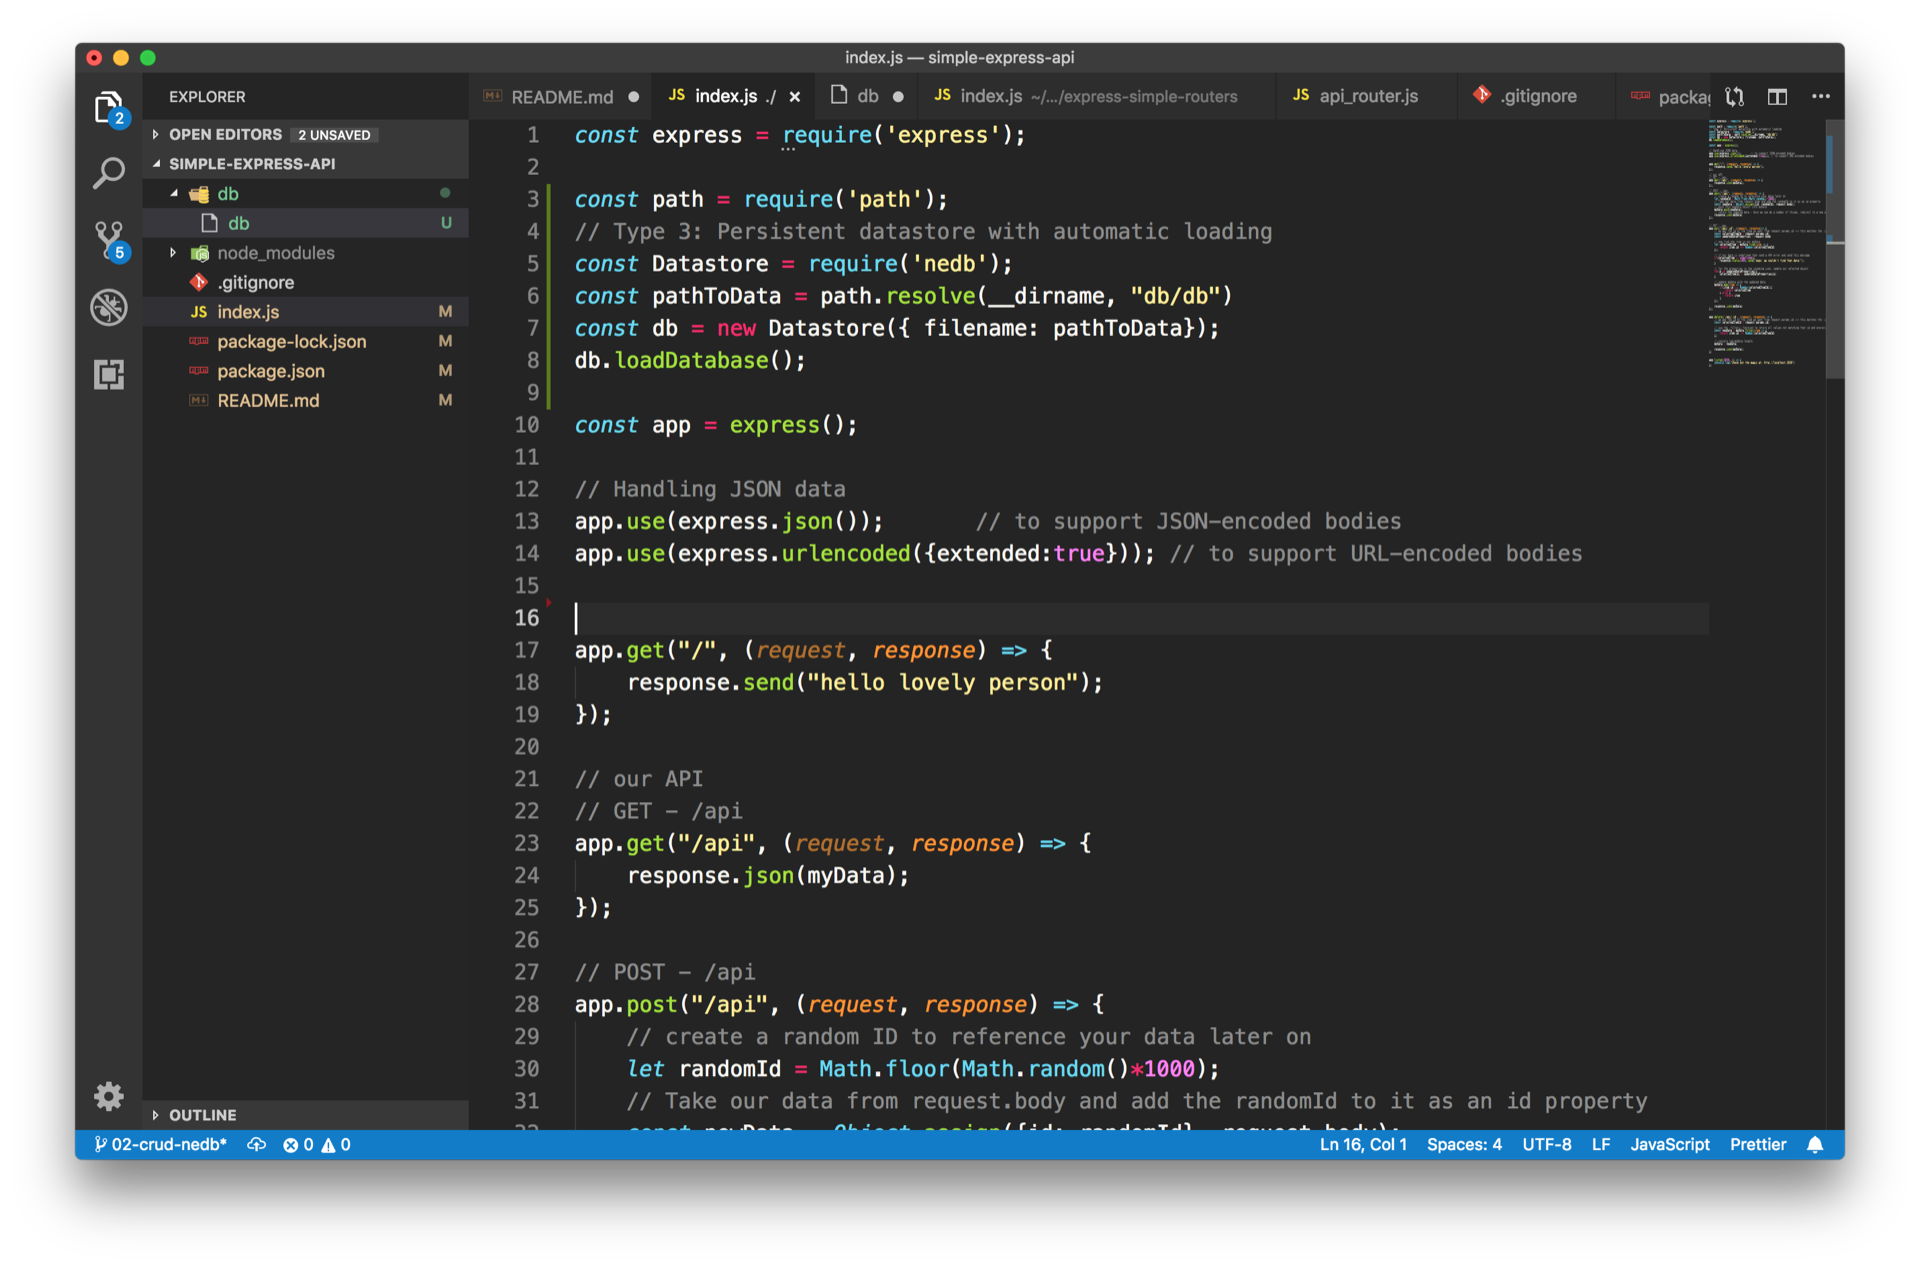 index.js — simple-express-api
2
EXPLORER
README.md
JS index.js ./
db
JS index.js ~/.../express-simple-routers
JS api_router.js
.gitignore
OPEN EDITORS 2 UNSAVED
SIMPLE-EXPRESS-API
db
db U
5
node_modules
.gitignore
JS index.js M
package-lock.json M
package.json M
README.md M
OUTLINE
1 const express = require('express');
2
3 const path = require('path');
4 // Type 3: Persistent datastore with automatic loading
5 const Datastore = require('nedb');
6 const pathToData = path.resolve(__dirname, "db/db")
7 const db = new Datastore({ filename: pathToData});
8 db.loadDatabase();
9
10 const app = express();
11
12 // Handling JSON data
13 app.use(express.json());       // to support JSON-encoded bodies
14 app.use(express.urlencoded({extended:true})); // to support URL-encoded bodies
15
16
17 app.get("/", (request, response) => {
18     response.send("hello lovely person");
19 });
20
21 // our API
22 // GET - /api
23 app.get("/api", (request, response) => {
24     response.json(myData);
25 });
26
27 // POST - /api
28 app.post("/api", (request, response) => {
29     // create a random ID to reference your data later on
30     let randomId = Math.floor(Math.random()*1000);
31     // Take our data from request.body and add the randomId to it as an id property
02-crud-nedb* 0 0 Ln 16, Col 1 Spaces: 4 UTF-8 LF JavaScript Prettier